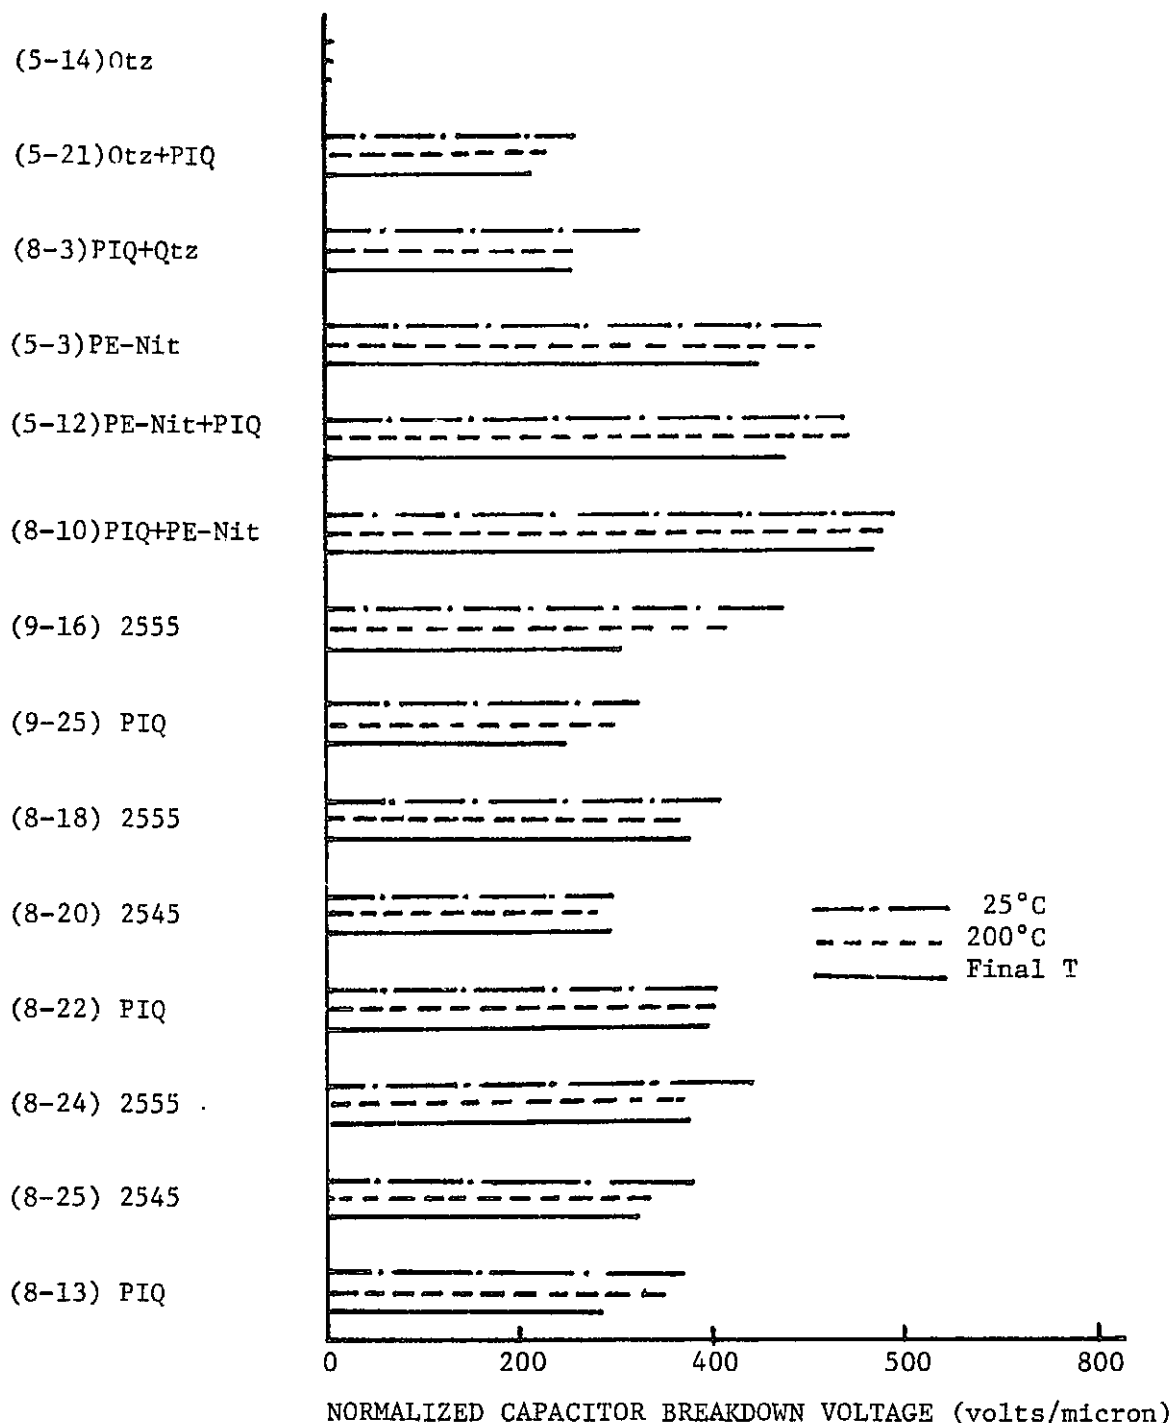 (5-14)Otz
(5-21)Otz+PIQ
(8-3)PIQ+Qtz
(5-3)PE-Nit
(5-12)PE-Nit+PIQ
(8-10)PIQ+PE-Nit
(9-16) 2555
(9-25) PIQ
(8-18) 2555
(8-20) 2545
(8-22) PIQ
(8-24) 2555
(8-25) 2545
(8-13) PIQ
25°C
200°C
Final T
0 200 400 500 800
NORMALIZED CAPACITOR BREAKDOWN VOLTAGE (volts/micron)